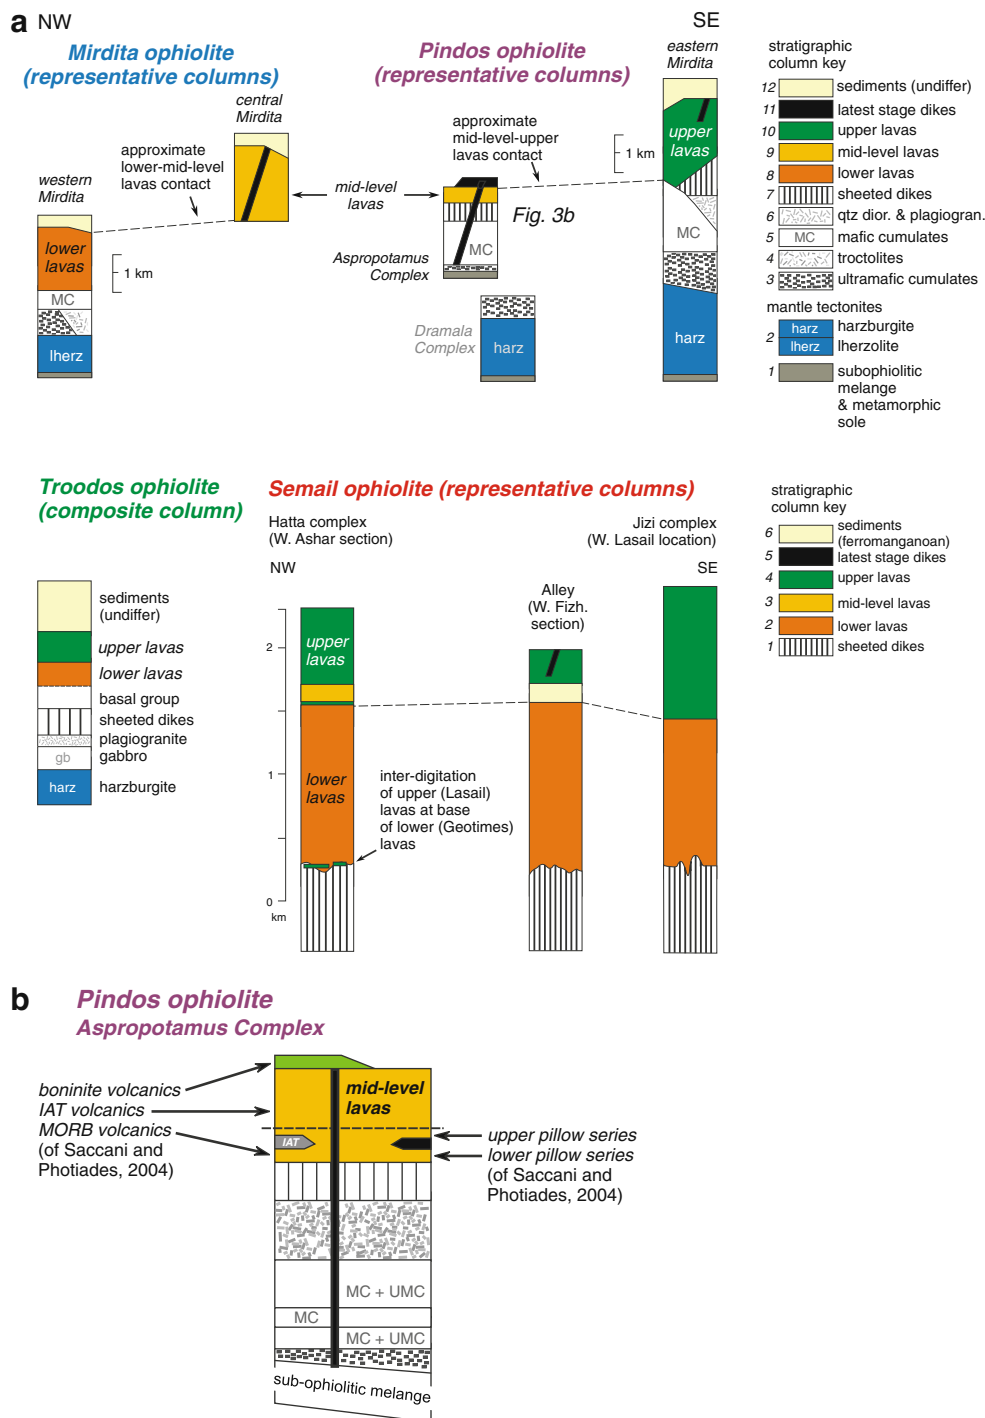 a NW
SE
Mirdita ophiolite
(representative columns)
Pindos ophiolite
(representative columns)
eastern
Mirdita
central
Mirdita
approximate
lower-mid-level
lavas contact
western
Mirdita
lower
lavas
1 km
MC
lherz
mid-level
lavas
approximate
mid-level-upper
lavas contact
1 km
Fig. 3b
MC
Aspropotamus
Complex
Dramala
Complex
harz
upper
lavas
MC
harz
stratigraphic
column key
12 sediments (undiffer)
11 latest stage dikes
10 upper lavas
9 mid-level lavas
8 lower lavas
7 sheeted dikes
6 qtz dior. & plagiogran.
5 MC mafic cumulates
4 troctolites
3 ultramafic cumulates
mantle tectonites
2 harz harzburgite
lherz lherzolite
1 subophiolitic
melange
& metamorphic
sole
Troodos ophiolite
(composite column)
sediments
(undiffer)
upper lavas
lower lavas
basal group
sheeted dikes
plagiogranite
gb gabbro
harz harzburgite
Semail ophiolite (representative columns)
Hatta complex
(W. Ashar section)
NW
Jizi complex
(W. Lasail location)
SE
Alley
(W. Fizh.
section)
2
1
0
km
upper
lavas
lower
lavas
inter-digitation
of upper (Lasail)
lavas at base
of lower (Geotimes)
lavas
stratigraphic
column key
6 sediments
(ferromanganoan)
5 latest stage dikes
4 upper lavas
3 mid-level lavas
2 lower lavas
1 sheeted dikes
b Pindos ophiolite
Aspropotamus Complex
boninite volcanics
IAT volcanics
MORB volcanics
(of Saccani and
Photiades, 2004)
mid-level
lavas
IAT
upper pillow series
lower pillow series
(of Saccani and
Photiades, 2004)
MC + UMC
MC
MC + UMC
sub-ophiolitic melange